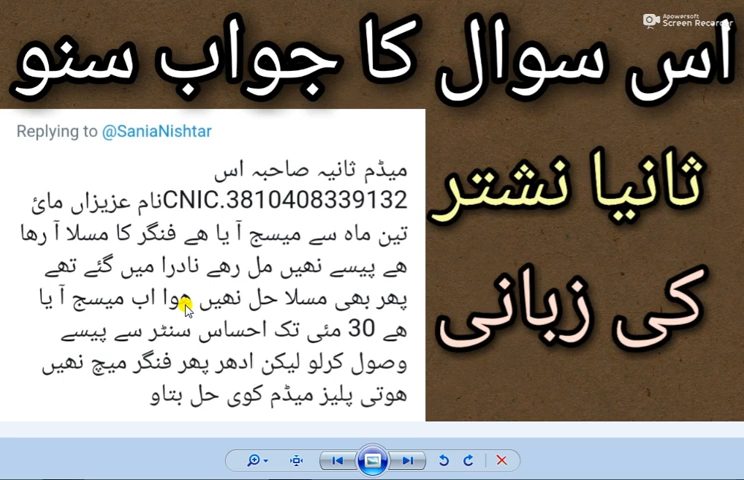 اس سوال کا جواب سنو
Apowersoft
Screen Recorder
Replying to @SaniaNishtar
میڈم ثانیہ صاحبہ اس
CNIC.3810408339132نام عزیزاں مائ
تین ماہ سے میسج آ یا ھے فنگر کا مسلا آ رھا
ھے پیسے نھیں مل رھے نادرا میں گئے تھے
پھر بھی مسلا حل نھیں ھوا اب میسج آ یا
ھے 30 مئی تک احساس سنٹر سے پیسے
وصول کرلو لیکن ادھر پھر فنگر میچ نھیں
ھوتی پلیز میڈم کوی حل بتاو
ثانیا نشتر
کی زبانی